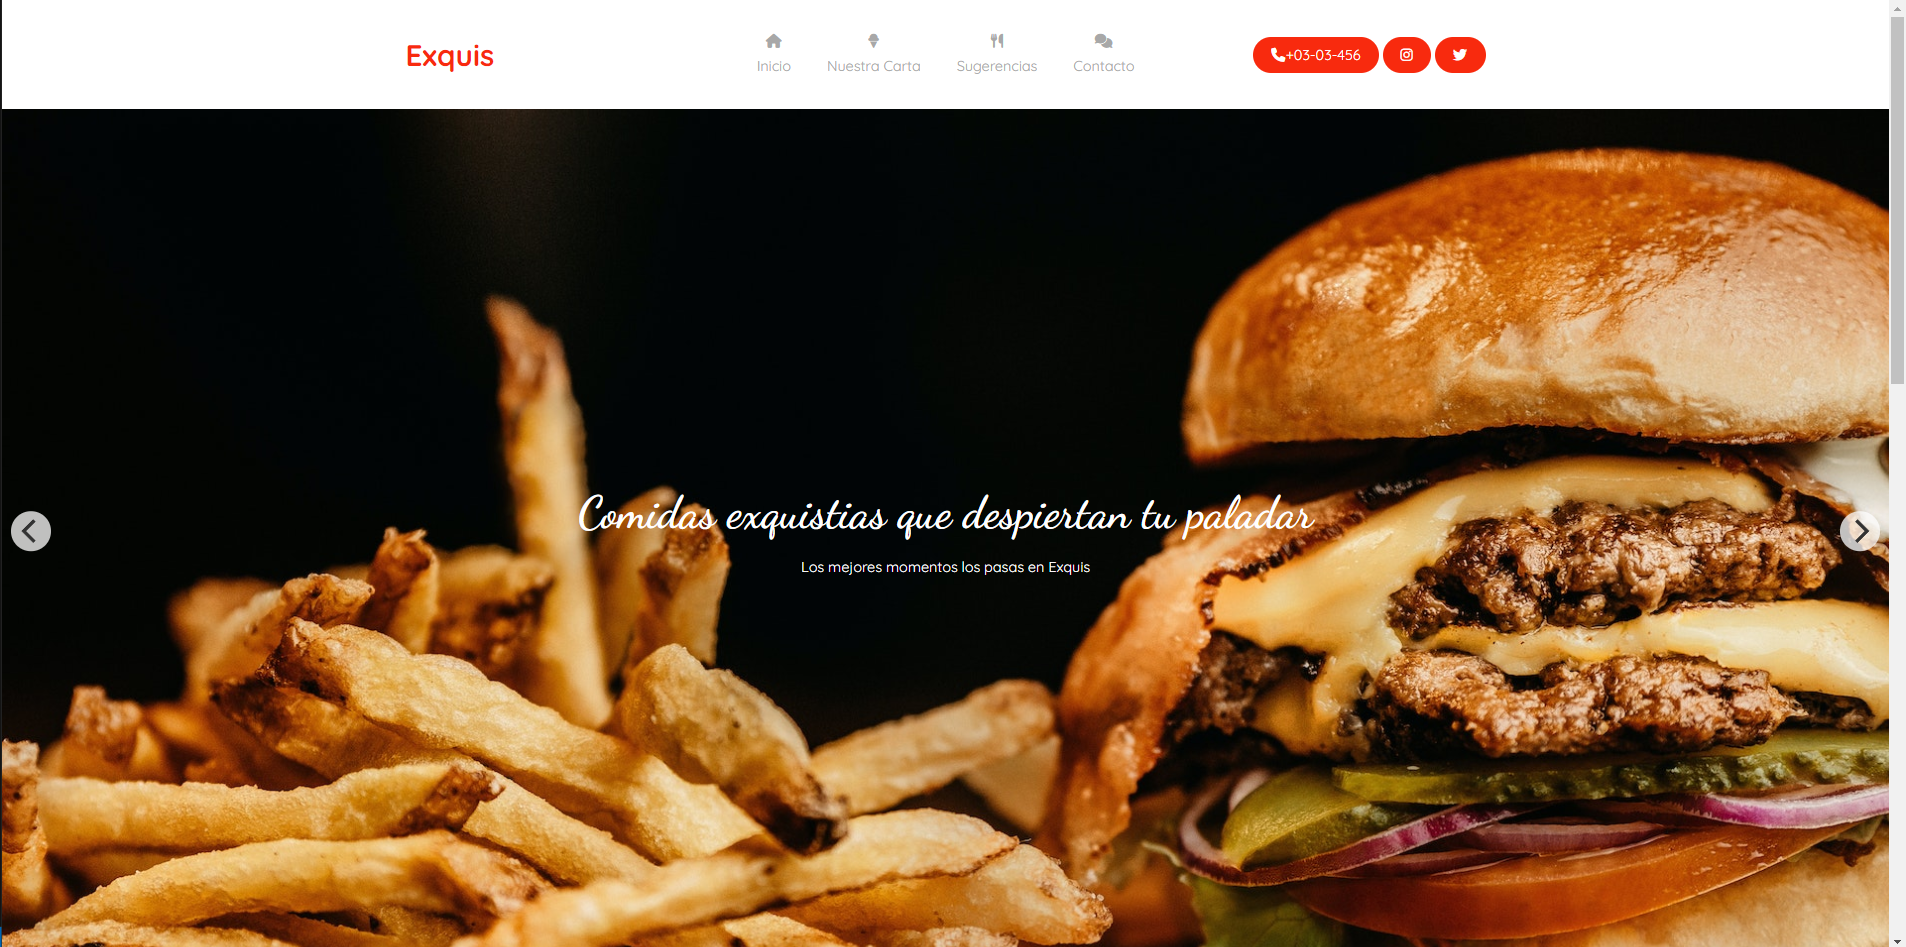 Exquis
Inicio
Nuestra Carta
Sugerencias
Contacto
+03-03-456
Comidas exquistias que despiertan tu paladar
Los mejores momentos los pasas en Exquis